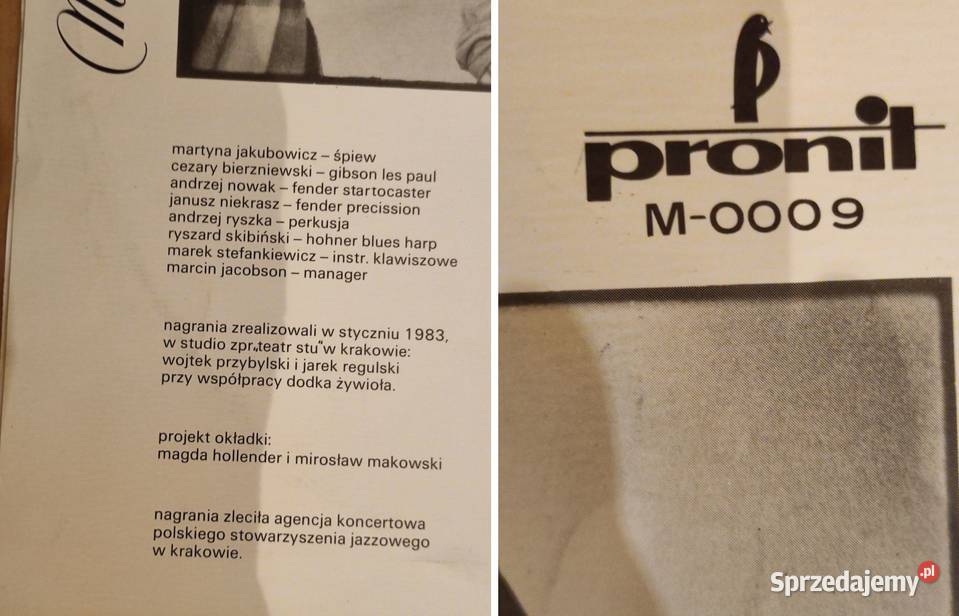 martyna jakubowicz – śpiew
cezary bierzniewski – gibson les paul
andrzej nowak – fender startocaster
janusz niekrasz – fender precission
andrzej ryszka – perkusja
ryszard skibiński – hohner blues harp
marek stefankiewicz – instr. klawiszowe
marcin jacobson – manager
nagrania zrealizowali w styczniu 1983,
w studio zpr„teatr stu"w krakowie:
wojtek przybylski i jarek regulski
przy współpracy dodka żywioła.
projekt okładki:
magda hollender i mirosław makowski
nagrania zleciła agencja koncertowa
polskiego stowarzyszenia jazzowego
w krakowie.
pronit
M-0009
Sprzedajemy.pl